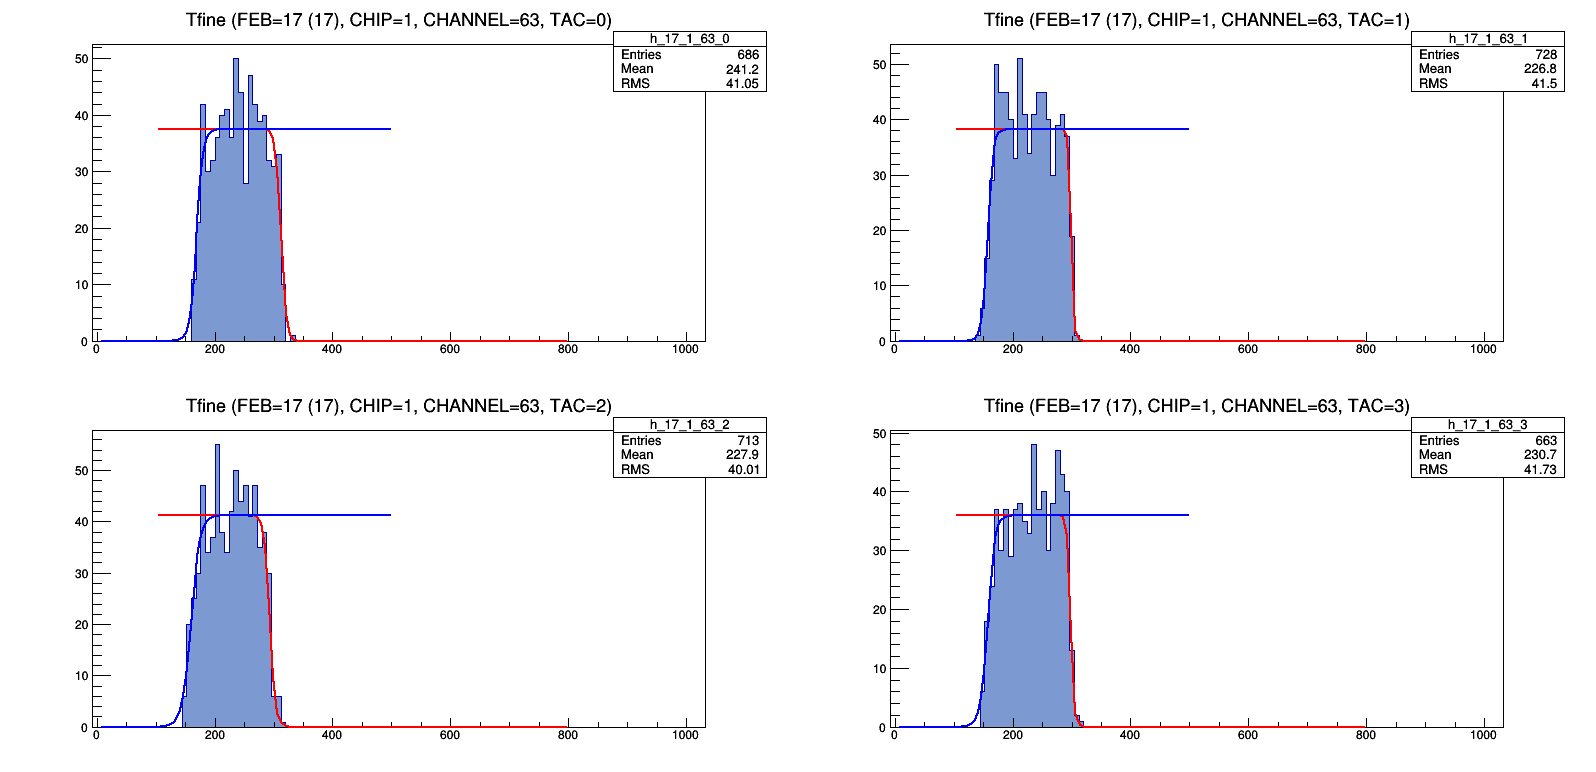 Tfine (FEB=17 (17), CHIP=1, CHANNEL=63, TAC=0)
h_17_1_63_0
Entries 686
Mean 241.2
RMS 41.05
50
40
30
20
10
0
0 200 400 600 800 1000
Tfine (FEB=17 (17), CHIP=1, CHANNEL=63, TAC=1)
h_17_1_63_1
Entries 728
Mean 226.8
RMS 41.5
50
40
30
20
10
0
0 200 400 600 800 1000
Tfine (FEB=17 (17), CHIP=1, CHANNEL=63, TAC=2)
h_17_1_63_2
Entries 713
Mean 227.9
RMS 40.01
50
40
30
20
10
0
0 200 400 600 800 1000
Tfine (FEB=17 (17), CHIP=1, CHANNEL=63, TAC=3)
h_17_1_63_3
Entries 663
Mean 230.7
RMS 41.73
50
40
30
20
10
0
0 200 400 600 800 1000